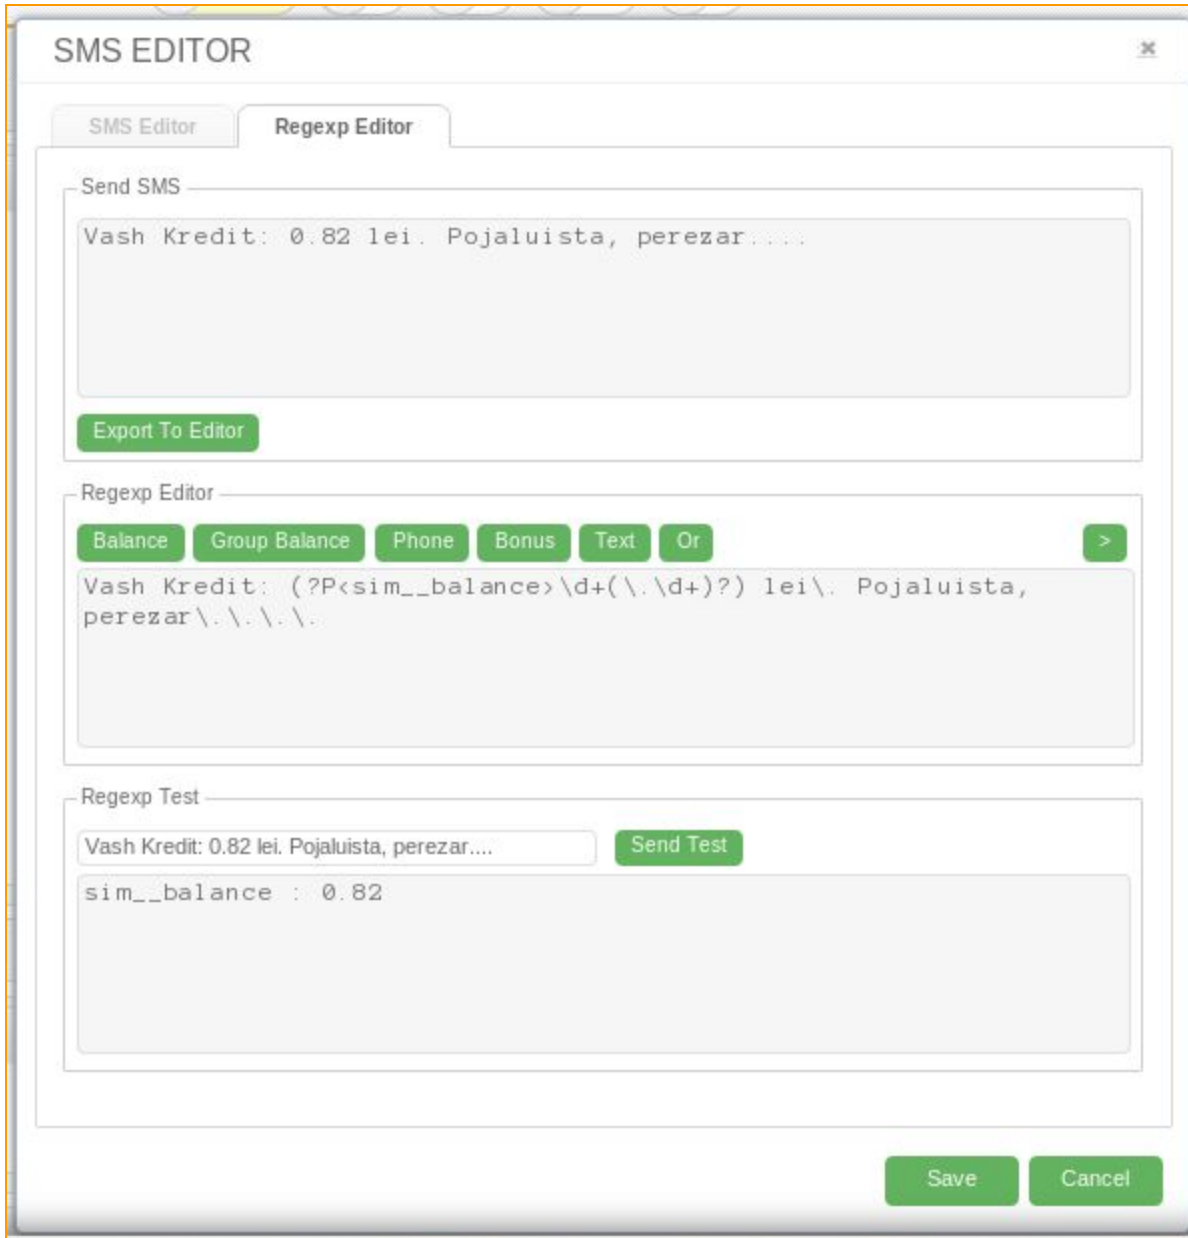 SMS EDITOR
SMS Editor Regexp Editor
Send SMS
Vash Kredit: 0.82 lei. Pojaluista, perezar....
Export To Editor
Regexp Editor
Balance Group Balance Phone Bonus Text Or >
Vash Kredit: (?P<sim__balance>\d+(\.\d+)?) lei\. Pojaluista,
perezar\.\.\.\.
Regexp Test
Vash Kredit: 0.82 lei. Pojaluista, perezar.... Send Test
sim__balance : 0.82
Save Cancel